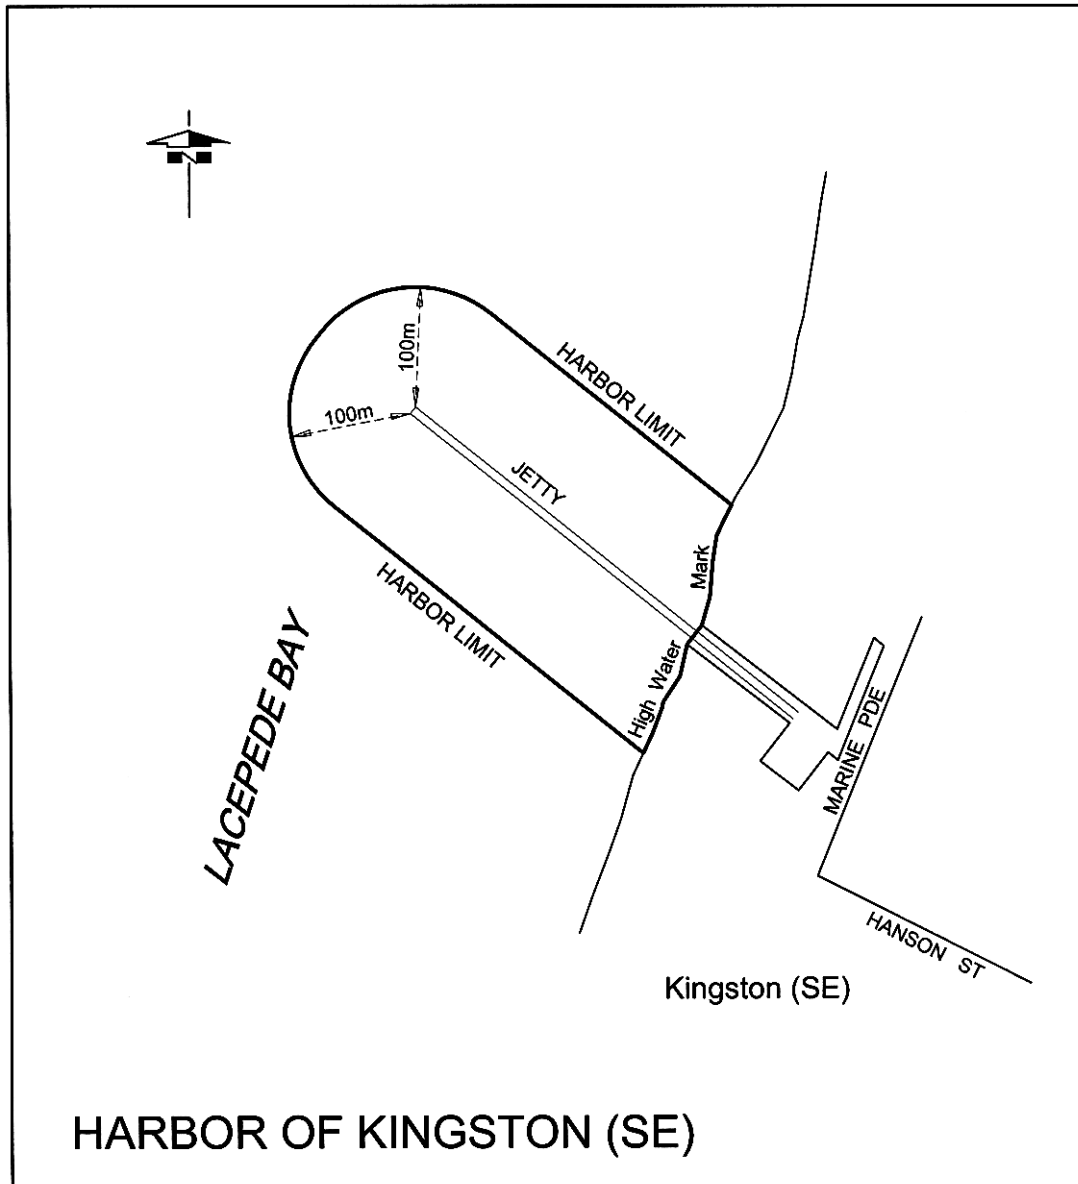 N
100m
100m
HARBOR LIMIT
JETTY
HARBOR LIMIT
High Water Mark
LACEPEDE BAY
MARINE PDE
HANSON ST
Kingston (SE)
HARBOR OF KINGSTON (SE)